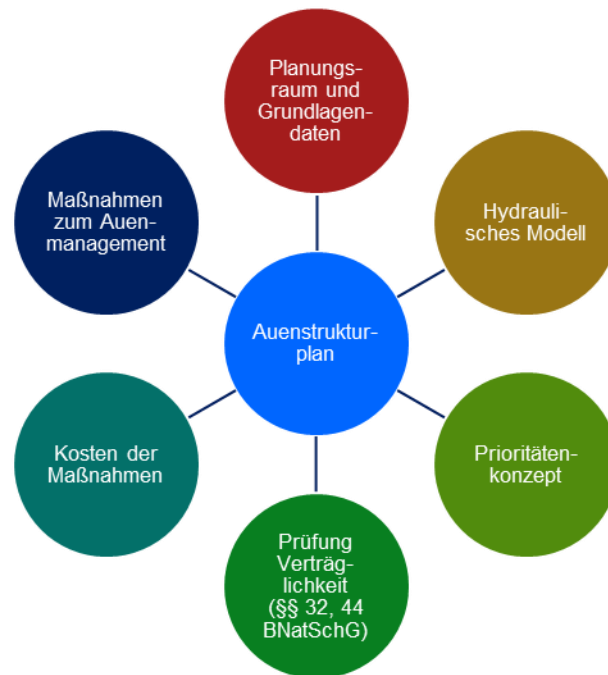 Planungs-
raum und
Grundlagen-
daten
Maßnahmen
zum Auen-
management
Hydrauli-
sches Modell
Auenstruktur-
plan
Kosten der
Maßnahmen
Prioritäten-
konzept
Prüfung
Verträg-
lichkeit
(§§ 32, 44
BNatSchG)